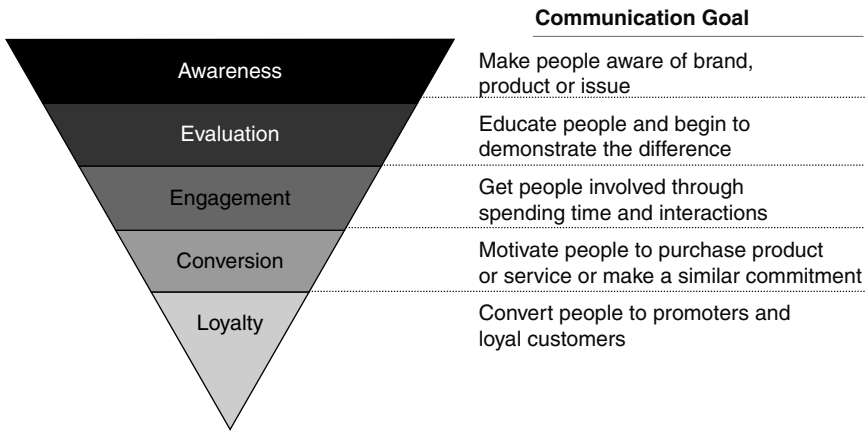 Communication Goal
Awareness
Make people aware of brand,
product or issue
Evaluation
Educate people and begin to
demonstrate the difference
Engagement
Get people involved through
spending time and interactions
Conversion
Motivate people to purchase product
or service or make a similar commitment
Loyalty
Convert people to promoters and
loyal customers